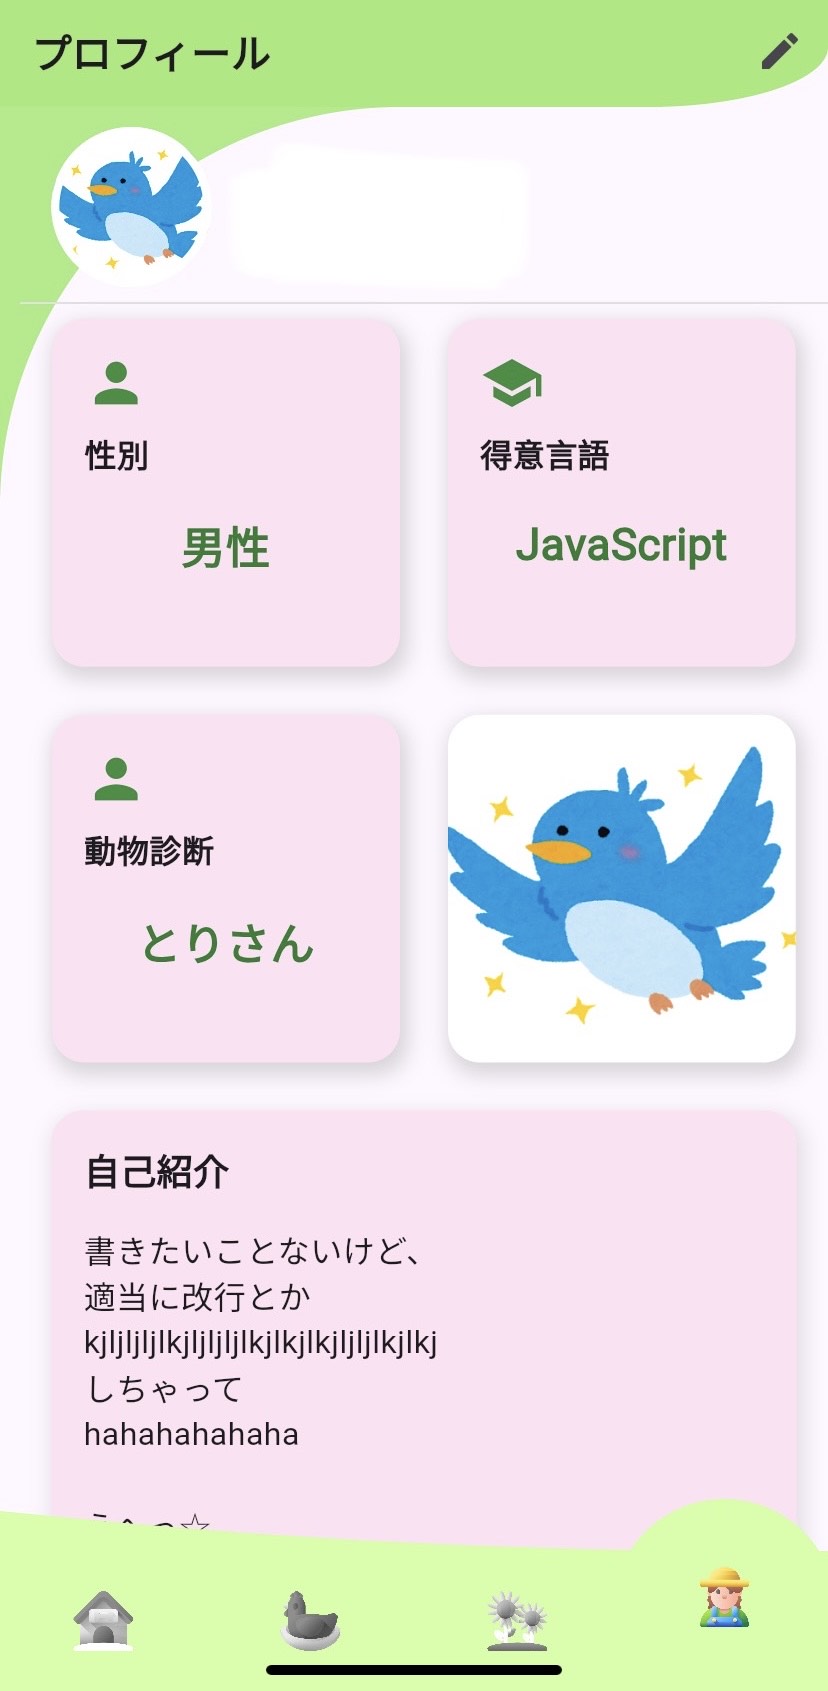 プロフィール
性別
男性
得意言語
JavaScript
動物診断
とりさん
自己紹介
書きたいことないけど、
適当に改行とか
kjljljljlkjljljljlkjlkjlkjljljlkjlkj
しちゃって
hahahahahaha